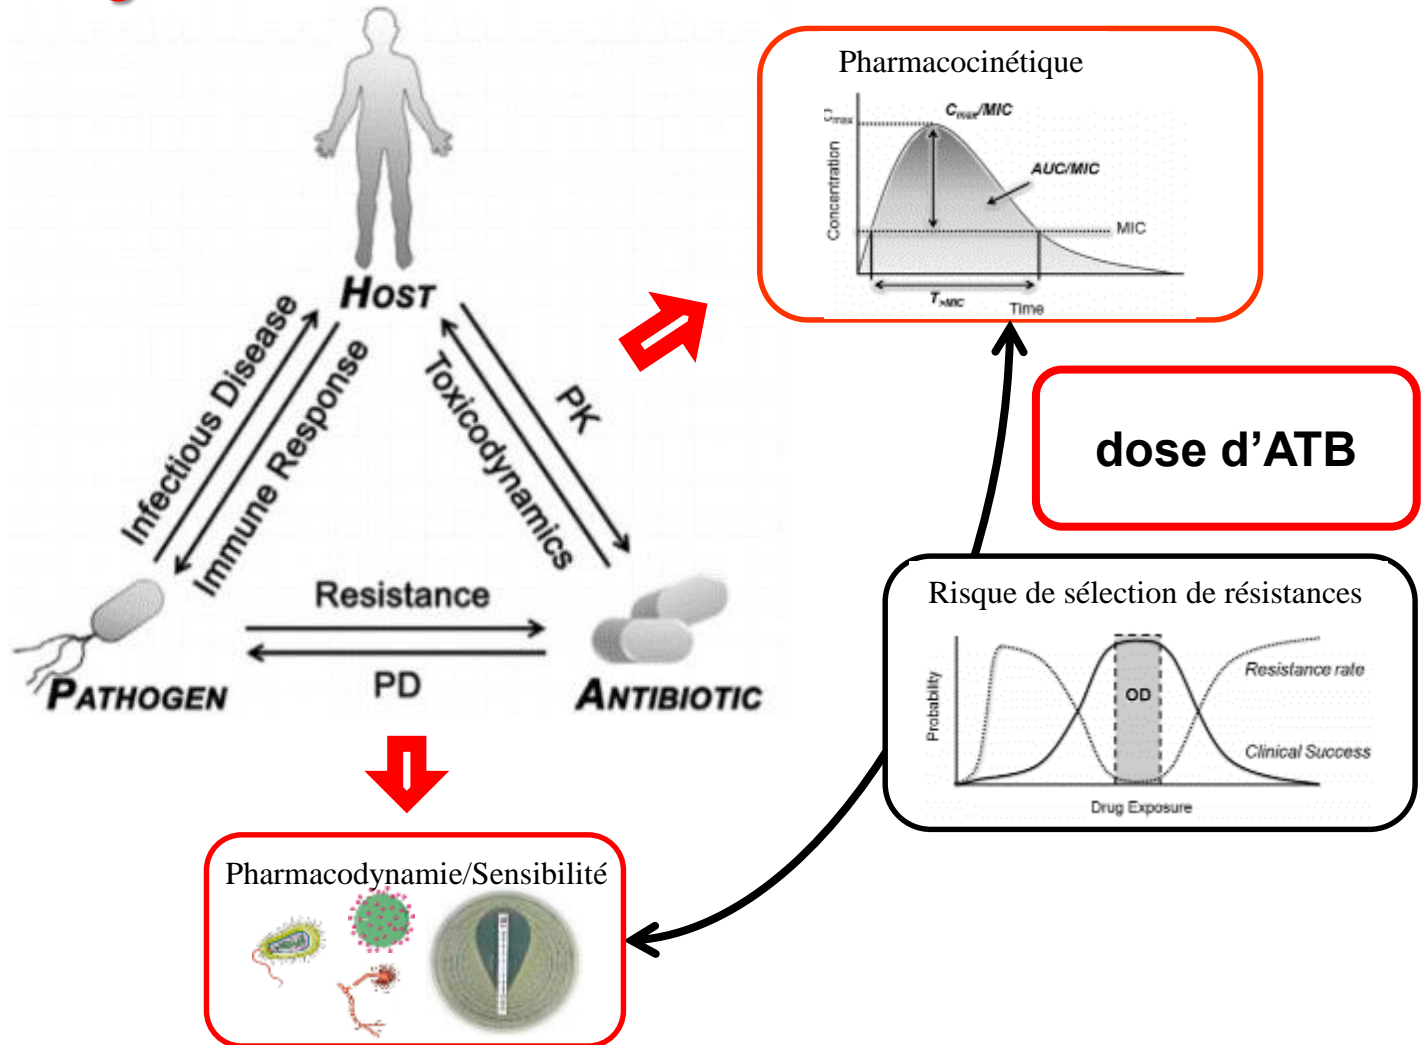 HOST
Infectious Disease
Immune Response
Toxicodynamics
PK
Resistance
PD
PATHOGEN
ANTIBIOTIC
Pharmacocinétique
Cmax
Cmax/MIC
AUC/MIC
MIC
Concentration
T>MIC
Time
dose d’ATB
Risque de sélection de résistances
Probability
OD
Resistance rate
Clinical Success
Drug Exposure
Pharmacodynamie/Sensibilité